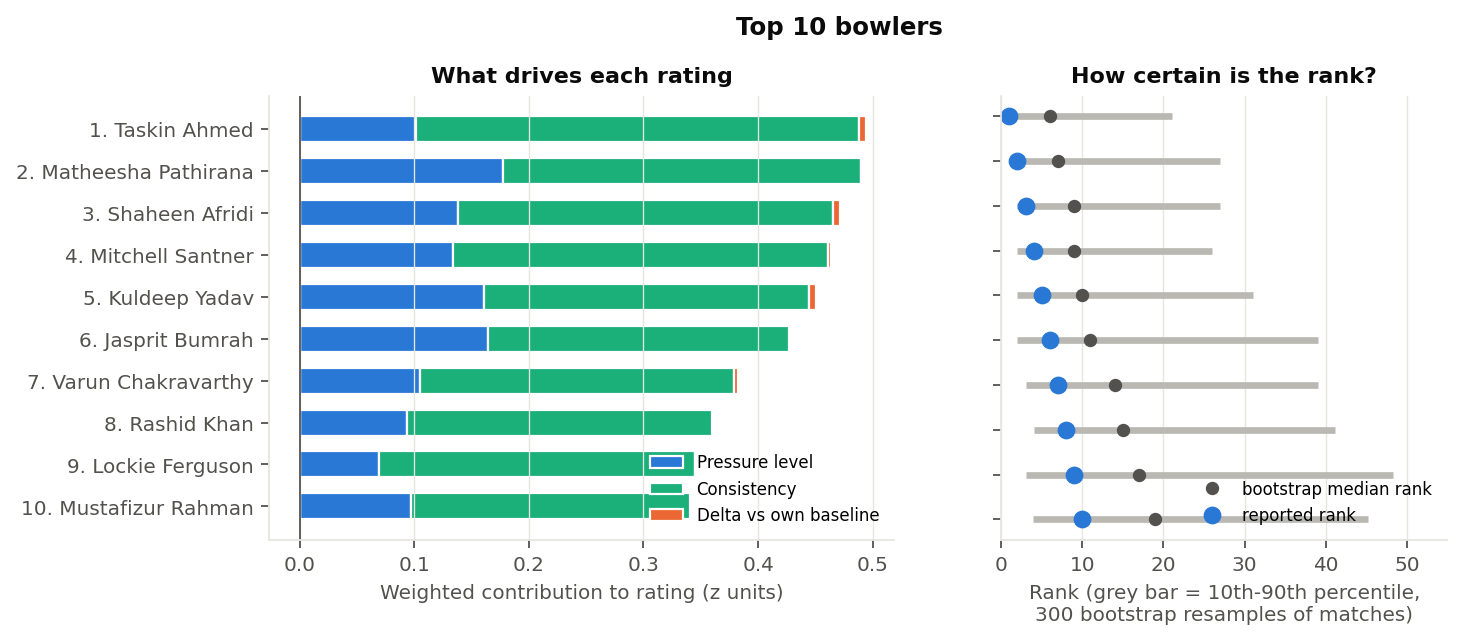 Top 10 bowlers
What drives each rating
1. Taskin Ahmed
2. Matheesha Pathirana
3. Shaheen Afridi
4. Mitchell Santner
5. Kuldeep Yadav
6. Jasprit Bumrah
7. Varun Chakravarthy
8. Rashid Khan
9. Lockie Ferguson
10. Mustafizur Rahman
Pressure level
Consistency
Delta vs own baseline
0.0 0.1 0.2 0.3 0.4 0.5
Weighted contribution to rating (z units)
How certain is the rank?
bootstrap median rank
reported rank
0 10 20 30 40 50
Rank (grey bar = 10th-90th percentile,
300 bootstrap resamples of matches)